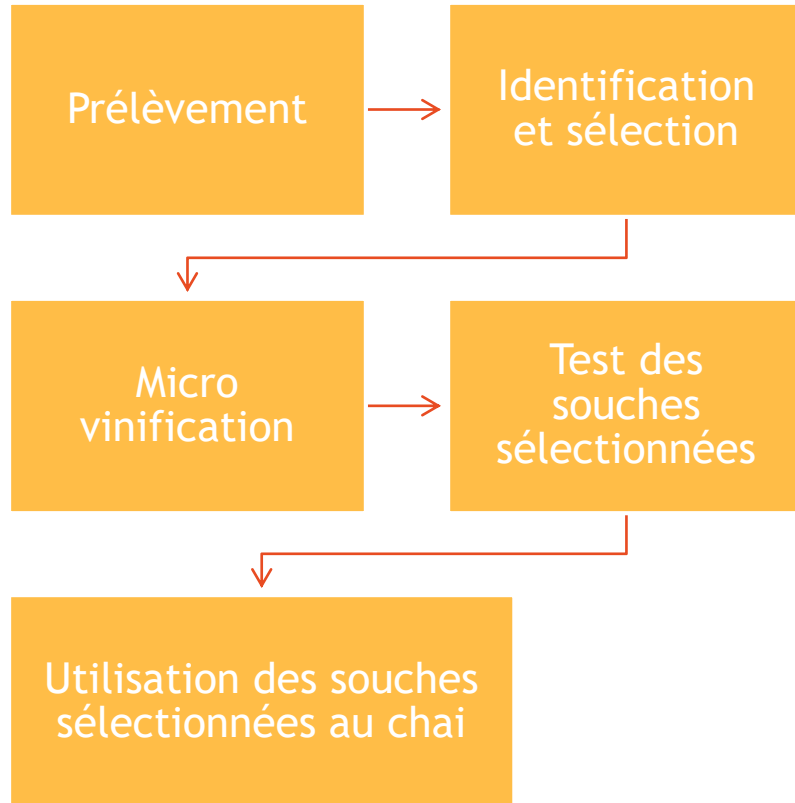 Prélèvement
Identification
et sélection
Micro
vinification
Test des
souches
sélectionnées
Utilisation des souches
sélectionnées au chai